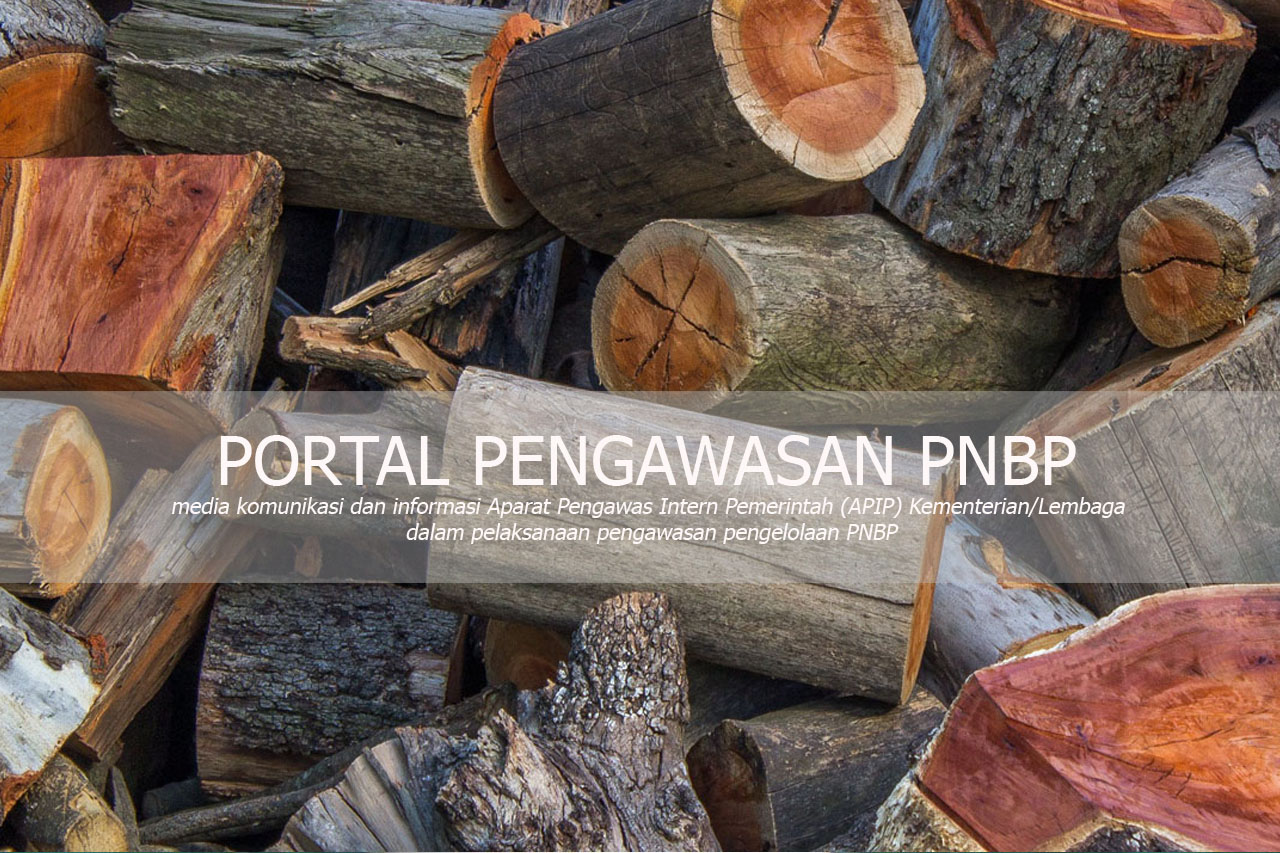 PORTAL PENGAWASAN PNBP
media komunikasi dan informasi Aparat Pengawas Intern Pemerintah (APIP) Kementerian/Lembaga
dalam pelaksanaan pengawasan pengelolaan PNBP